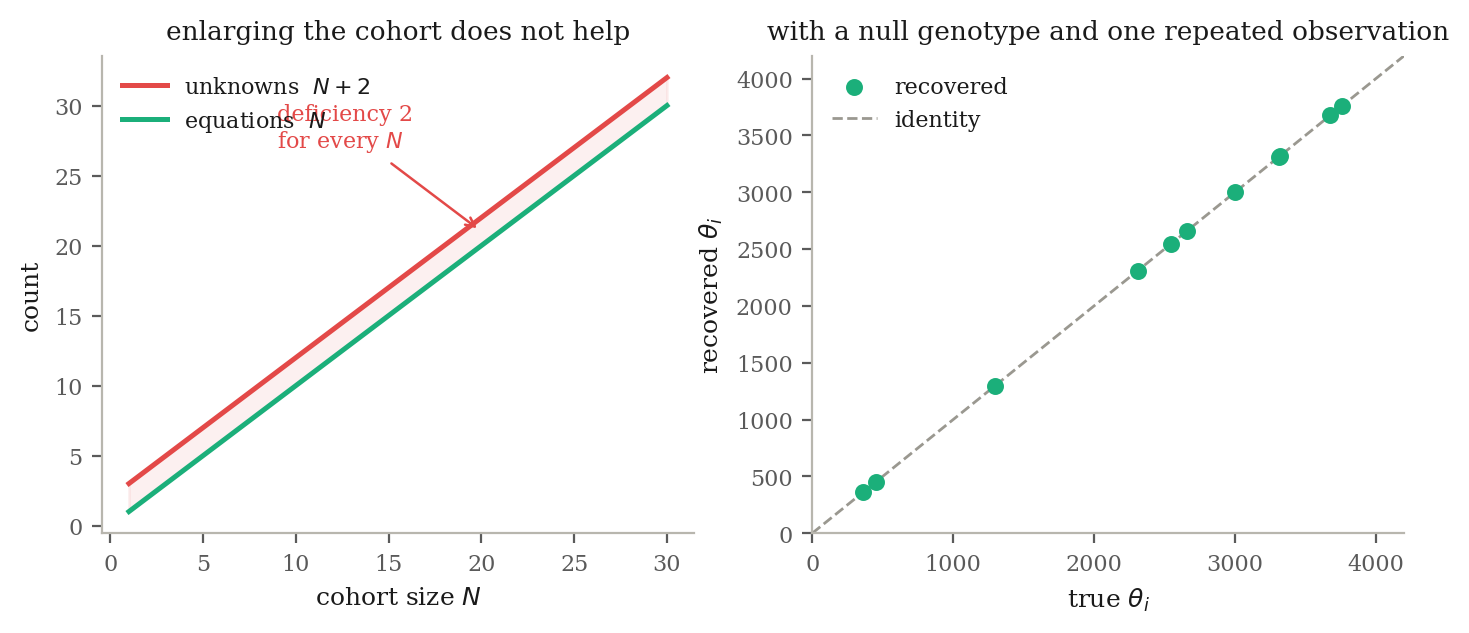 enlarging the cohort does not help
unknowns N + 2
equations N
deficiency 2
for every N
30
25
20
15
10
5
0
count
0 5 10 15 20 25 30
cohort size N
with a null genotype and one repeated observation
recovered
identity
4000
3500
3000
2500
2000
1500
1000
500
0
recovered θᵢ
0 1000 2000 3000 4000
true θᵢ